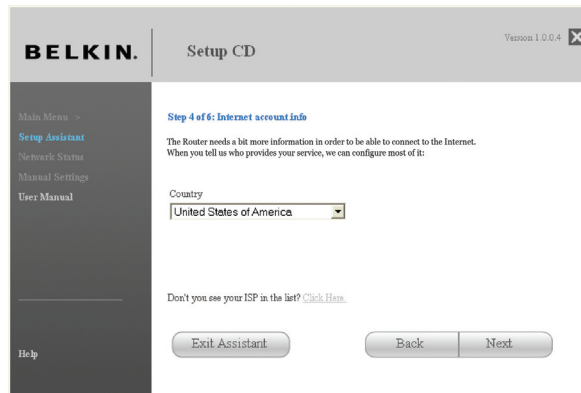 BELKIN.
Setup CD
Version 1.0.0.4
Main Menu >
Setup Assistant
Network Status
Manual Settings
User Manual
Help
Step 4 of 6: Internet account info
The Router needs a bit more information in order to be able to connect to the Internet.
When you tell us who provides your service, we can configure most of it:
Country
United States of America
Don't you see your ISP in the list? Click Here.
Exit Assistant
Back
Next